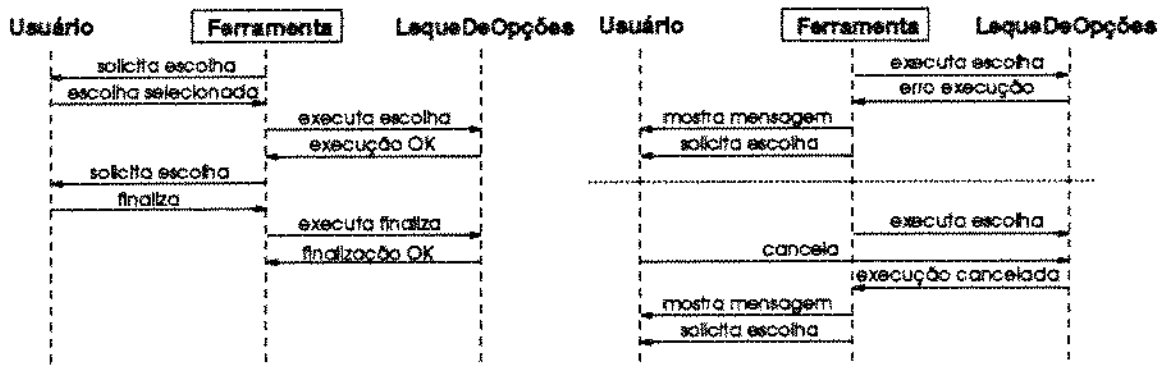 Usuário Ferramenta LequeDeOpções
solicita escolha
escolha selecionada
executa escolha
execução OK
solicita escolha
finaliza
executa finaliza
finalização OK
Usuário Ferramenta LequeDeOpções
executa escolha
erro execução
mostra mensagem
solicita escolha
executa escolha
cancela
execução cancelada
mostra mensagem
solicita escolha